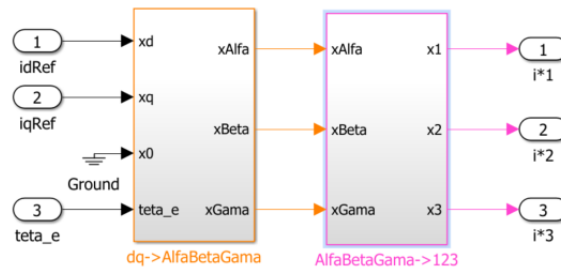 1
idRef
2
iqRef
Ground
3
teta_e
xd
xq
x0
teta_e
xAlfa
xBeta
xGama
dq->AlfaBetaGama
xAlfa
xBeta
xGama
x1
x2
x3
AlfaBetaGama->123
1
i*1
2
i*2
3
i*3